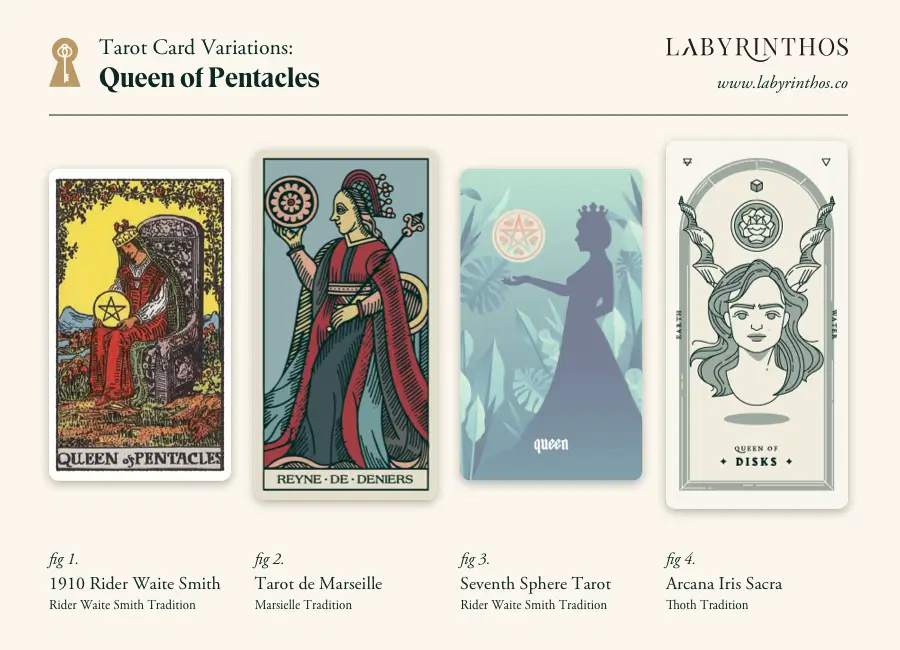 Tarot Card Variations:
Queen of Pentacles
LABYRINTHOS
www.labyrinthos.co
QUEEN of PENTACLES
REYNE · DE · DENIERS
queen
EARTH
WATER
QUEEN OF
DISKS
fig 1.
1910 Rider Waite Smith
Rider Waite Smith Tradition
fig 2.
Tarot de Marseille
Marsielle Tradition
fig 3.
Seventh Sphere Tarot
Rider Waite Smith Tradition
fig 4.
Arcana Iris Sacra
Thoth Tradition